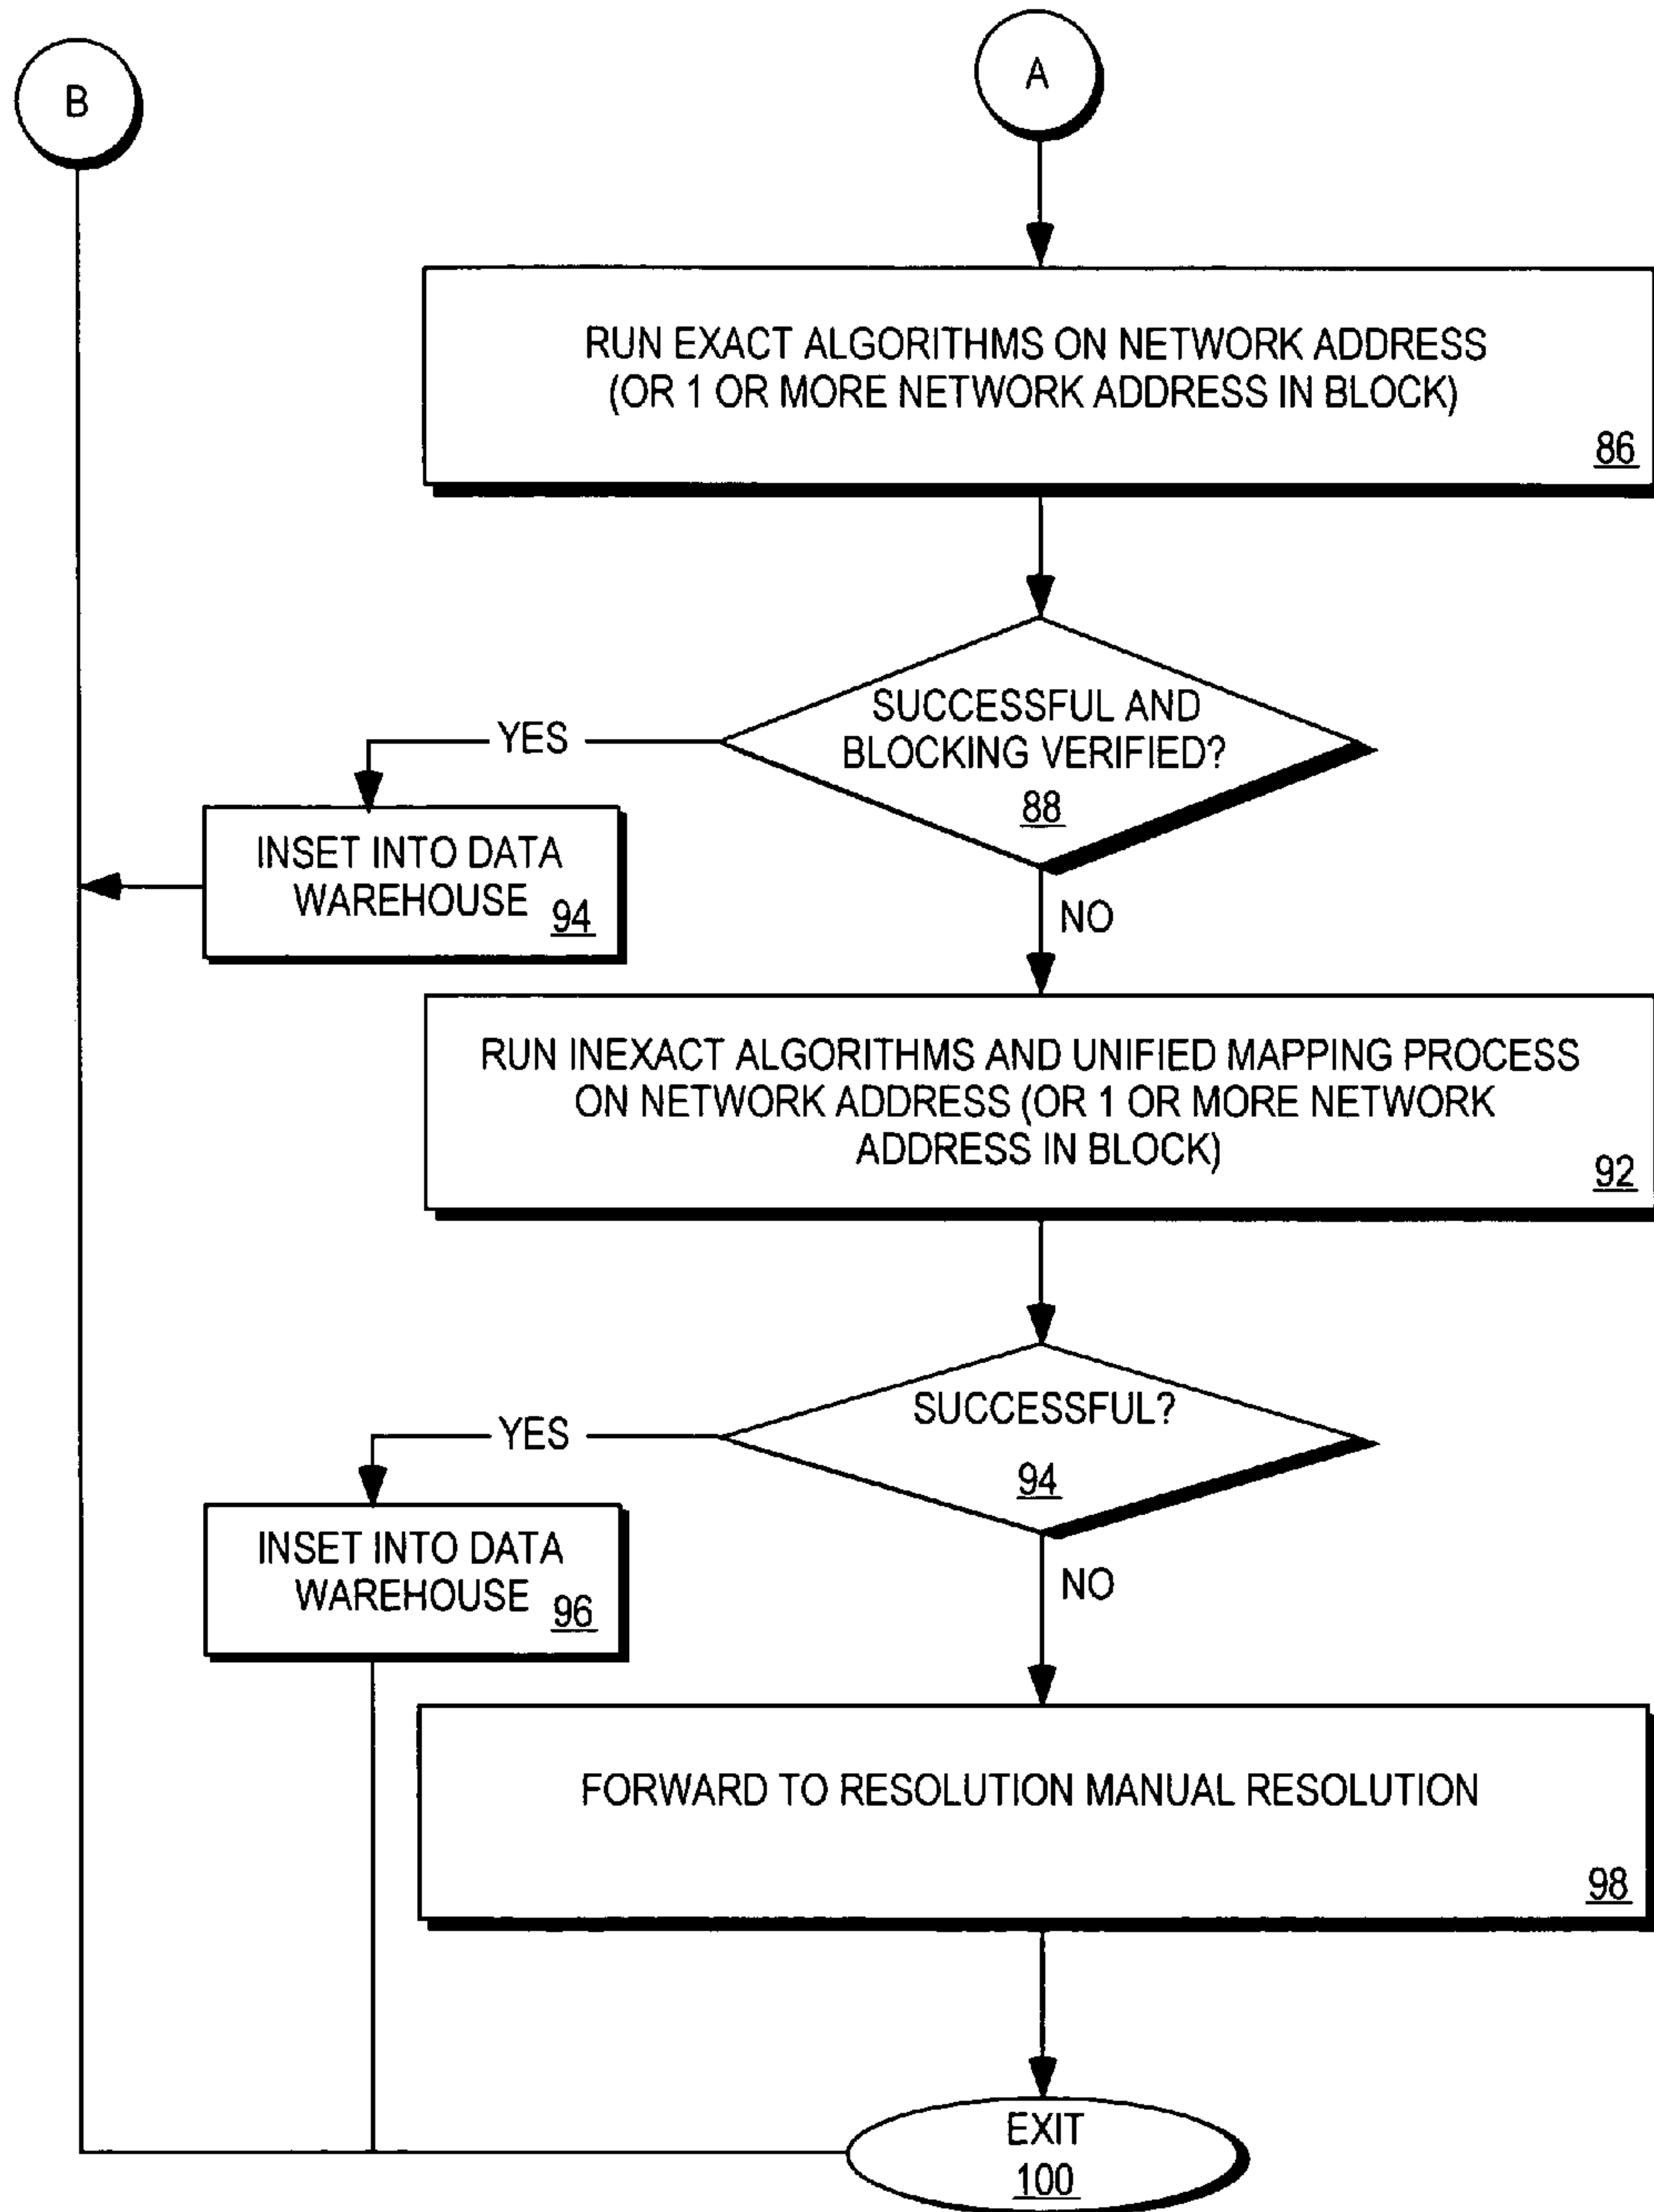 B
A
RUN EXACT ALGORITHMS ON NETWORK ADDRESS
(OR 1 OR MORE NETWORK ADDRESS IN BLOCK)
86
SUCCESSFUL AND
BLOCKING VERIFIED?
88
YES
INSET INTO DATA
WAREHOUSE 94
NO
RUN INEXACT ALGORITHMS AND UNIFIED MAPPING PROCESS
ON NETWORK ADDRESS (OR 1 OR MORE NETWORK
ADDRESS IN BLOCK)
92
SUCCESSFUL?
94
YES
INSET INTO DATA
WAREHOUSE 96
NO
FORWARD TO RESOLUTION MANUAL RESOLUTION
98
EXIT
100